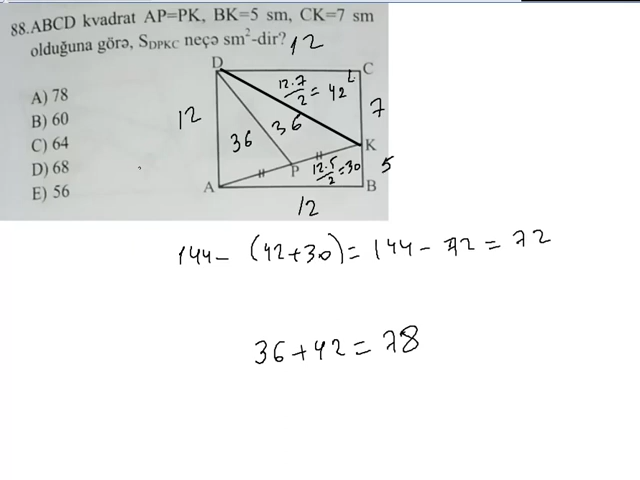 88.ABCD kvadrat AP=PK, BK=5 sm, CK=7 sm
olduğuna görə, S_DPKC neçə sm²-dir?
12
A) 78
B) 60
C) 64
D) 68
E) 56
D
C
12·7/2 = 42
12
7
36
36
K
P
12·5/2 = 30
5
A
B
12
144 - (42+30) = 144 - 72 = 72
36 + 42 = 78